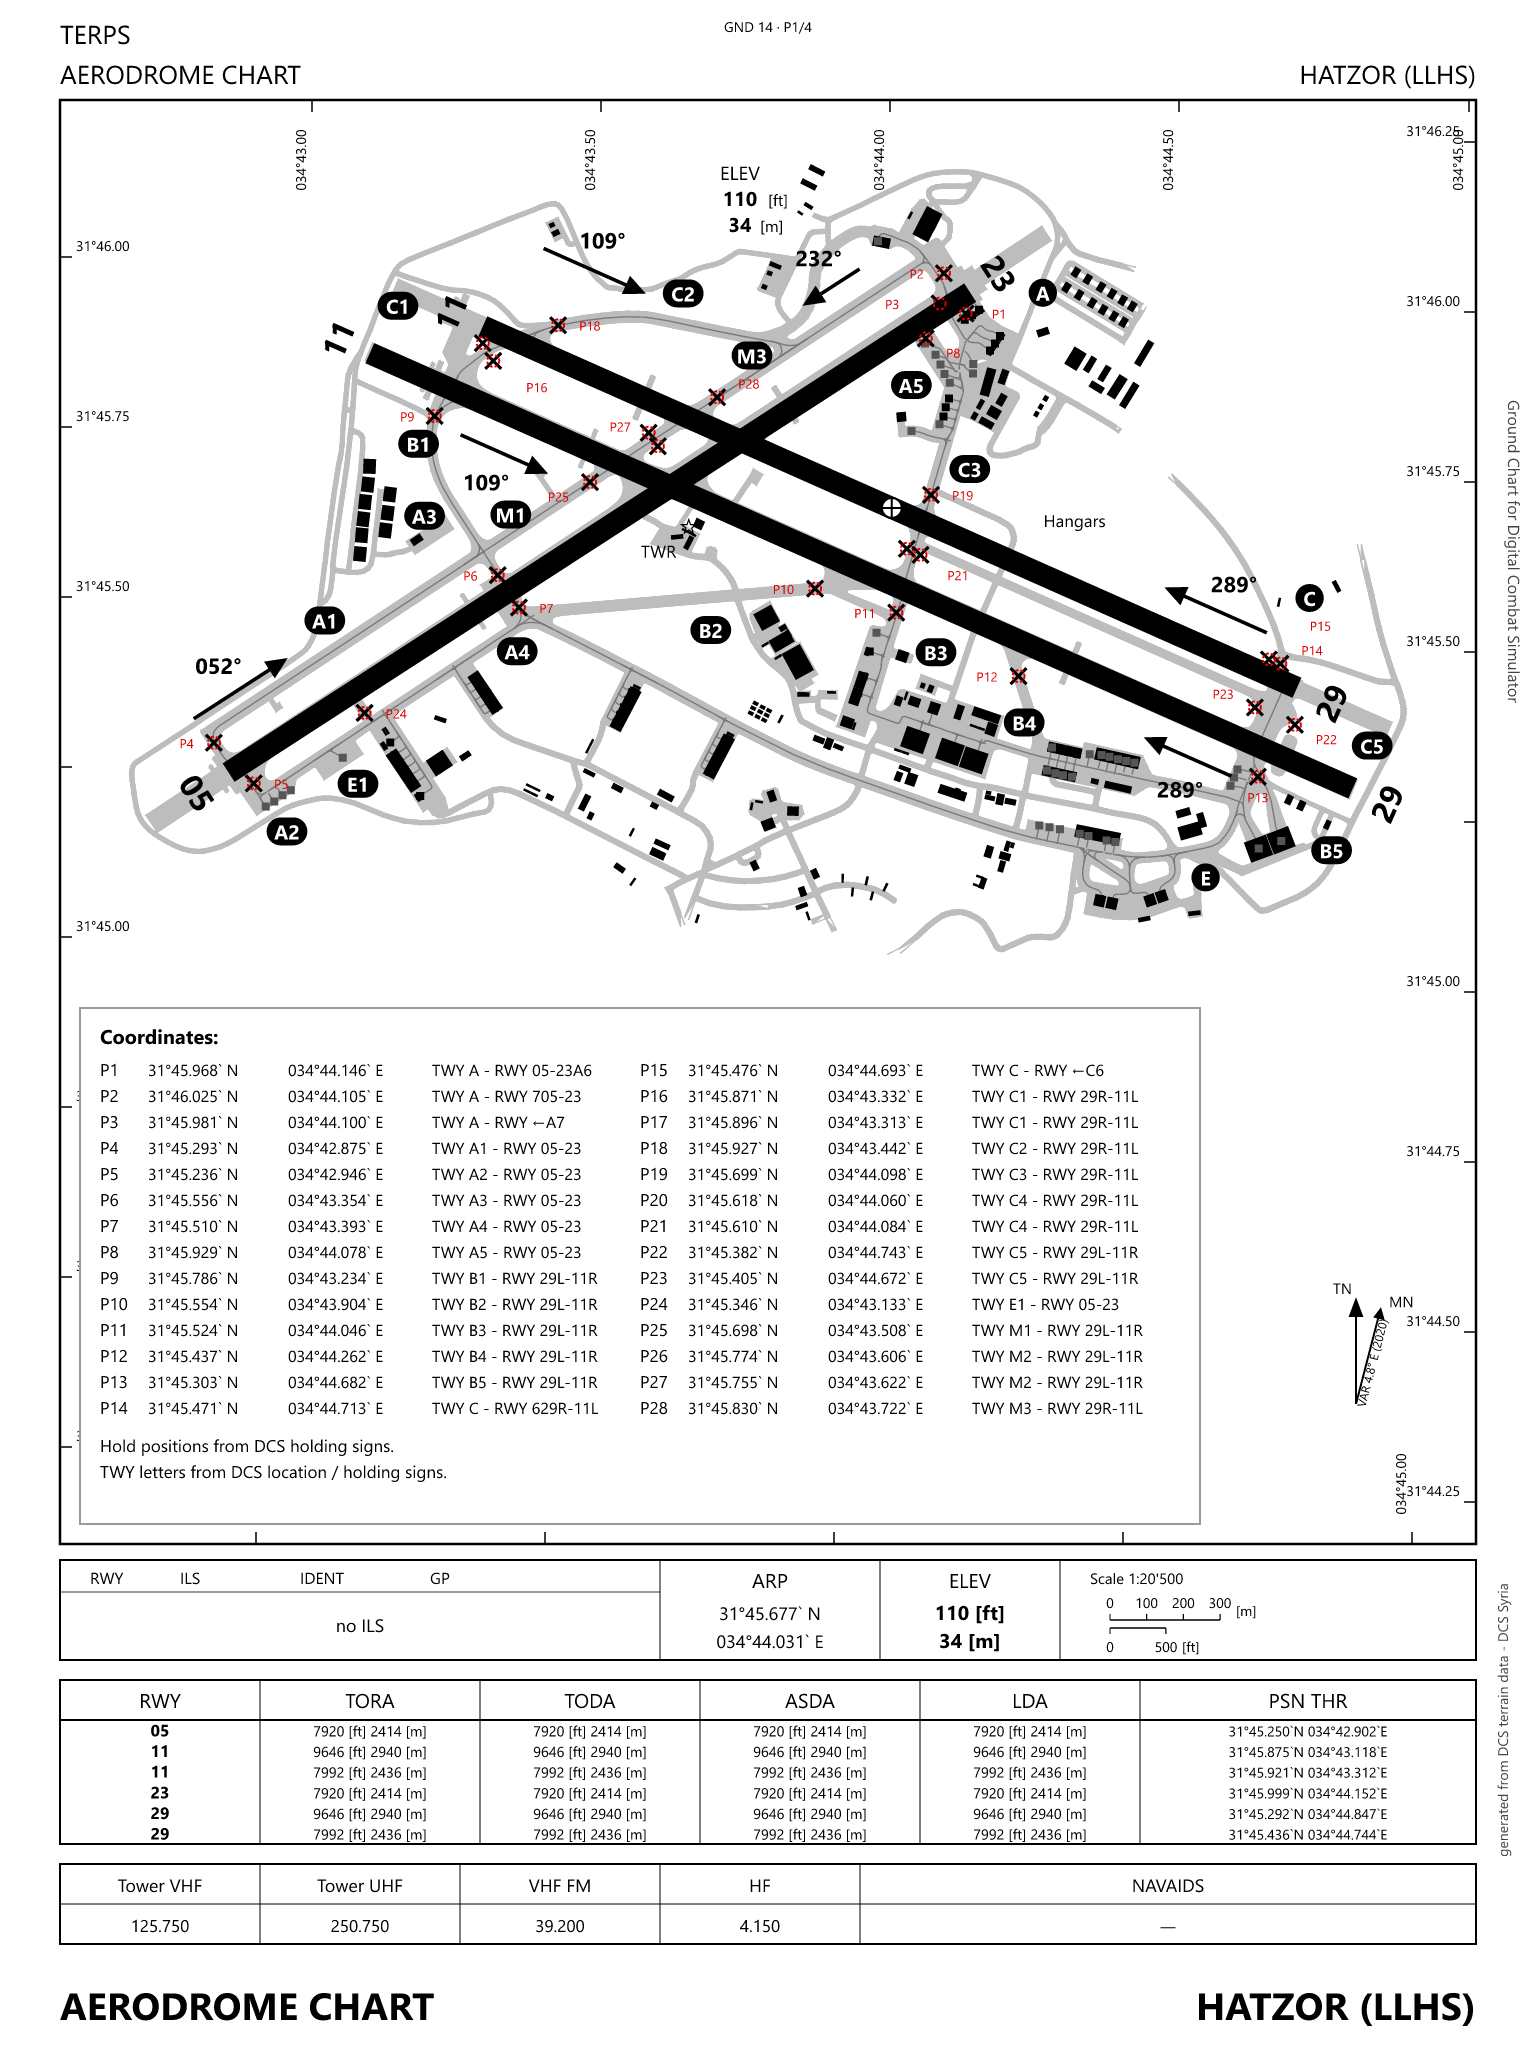 GND 14 · P1/4
TERPS
AERODROME CHART
HATZOR (LLHS)
034°43.00
034°43.50
034°44.00
034°44.50
034°45.00
31°46.25
31°46.00
31°46.00
31°45.75
31°45.75
31°45.50
31°45.50
31°45.00
31°45.00
31°44.75
31°44.50
31°44.25
034°45.00
ELEV
110 [ft]
34 [m]
109°
232°
C2
C1
11
11
23
A
P2
P3
P1
P18
P8
M3
P28
A5
P16
P9
B1
P27
109°
C3
P19
P25
M1
A3
Hangars
TWR
P6
P7
P10
P21
P11
289°
C
P15
P14
A1
A4
B2
B3
052°
P12
P23
29
P24
B4
P22
C5
P4
P5
E1
05
A2
289°
P13
29
B5
E
Coordinates:
P1 31°45.968` N 034°44.146` E TWY A - RWY 05-23A6
P2 31°46.025` N 034°44.105` E TWY A - RWY 705-23
P3 31°45.981` N 034°44.100` E TWY A - RWY ←A7
P4 31°45.293` N 034°42.875` E TWY A1 - RWY 05-23
P5 31°45.236` N 034°42.946` E TWY A2 - RWY 05-23
P6 31°45.556` N 034°43.354` E TWY A3 - RWY 05-23
P7 31°45.510` N 034°43.393` E TWY A4 - RWY 05-23
P8 31°45.929` N 034°44.078` E TWY A5 - RWY 05-23
P9 31°45.786` N 034°43.234` E TWY B1 - RWY 29L-11R
P10 31°45.554` N 034°43.904` E TWY B2 - RWY 29L-11R
P11 31°45.524` N 034°44.046` E TWY B3 - RWY 29L-11R
P12 31°45.437` N 034°44.262` E TWY B4 - RWY 29L-11R
P13 31°45.303` N 034°44.682` E TWY B5 - RWY 29L-11R
P14 31°45.471` N 034°44.713` E TWY C - RWY 629R-11L
P15 31°45.476` N 034°44.693` E TWY C - RWY ←C6
P16 31°45.871` N 034°43.332` E TWY C1 - RWY 29R-11L
P17 31°45.896` N 034°43.313` E TWY C1 - RWY 29R-11L
P18 31°45.927` N 034°43.442` E TWY C2 - RWY 29R-11L
P19 31°45.699` N 034°44.098` E TWY C3 - RWY 29R-11L
P20 31°45.618` N 034°44.060` E TWY C4 - RWY 29R-11L
P21 31°45.610` N 034°44.084` E TWY C4 - RWY 29R-11L
P22 31°45.382` N 034°44.743` E TWY C5 - RWY 29L-11R
P23 31°45.405` N 034°44.672` E TWY C5 - RWY 29L-11R
P24 31°45.346` N 034°43.133` E TWY E1 - RWY 05-23
P25 31°45.698` N 034°43.508` E TWY M1 - RWY 29L-11R
P26 31°45.774` N 034°43.606` E TWY M2 - RWY 29L-11R
P27 31°45.755` N 034°43.622` E TWY M2 - RWY 29L-11R
P28 31°45.830` N 034°43.722` E TWY M3 - RWY 29R-11L
Hold positions from DCS holding signs.
TWY letters from DCS location / holding signs.
TN
MN
VAR 4.8° E (2020)
RWY ILS IDENT GP
no ILS
ARP
31°45.677` N
034°44.031` E
ELEV
110 [ft]
34 [m]
Scale 1:20'500
0 100 200 300 [m]
0 500 [ft]
RWY TORA TODA ASDA LDA PSN THR
05 7920 [ft] 2414 [m] 7920 [ft] 2414 [m] 7920 [ft] 2414 [m] 7920 [ft] 2414 [m] 31°45.250`N 034°42.902`E
11 9646 [ft] 2940 [m] 9646 [ft] 2940 [m] 9646 [ft] 2940 [m] 9646 [ft] 2940 [m] 31°45.875`N 034°43.118`E
11 7992 [ft] 2436 [m] 7992 [ft] 2436 [m] 7992 [ft] 2436 [m] 7992 [ft] 2436 [m] 31°45.921`N 034°43.312`E
23 7920 [ft] 2414 [m] 7920 [ft] 2414 [m] 7920 [ft] 2414 [m] 7920 [ft] 2414 [m] 31°45.999`N 034°44.152`E
29 9646 [ft] 2940 [m] 9646 [ft] 2940 [m] 9646 [ft] 2940 [m] 9646 [ft] 2940 [m] 31°45.292`N 034°44.847`E
29 7992 [ft] 2436 [m] 7992 [ft] 2436 [m] 7992 [ft] 2436 [m] 7992 [ft] 2436 [m] 31°45.436`N 034°44.744`E
Tower VHF Tower UHF VHF FM HF NAVAIDS
125.750 250.750 39.200 4.150 —
AERODROME CHART
HATZOR (LLHS)
Ground Chart for Digital Combat Simulator
generated from DCS terrain data - DCS Syria